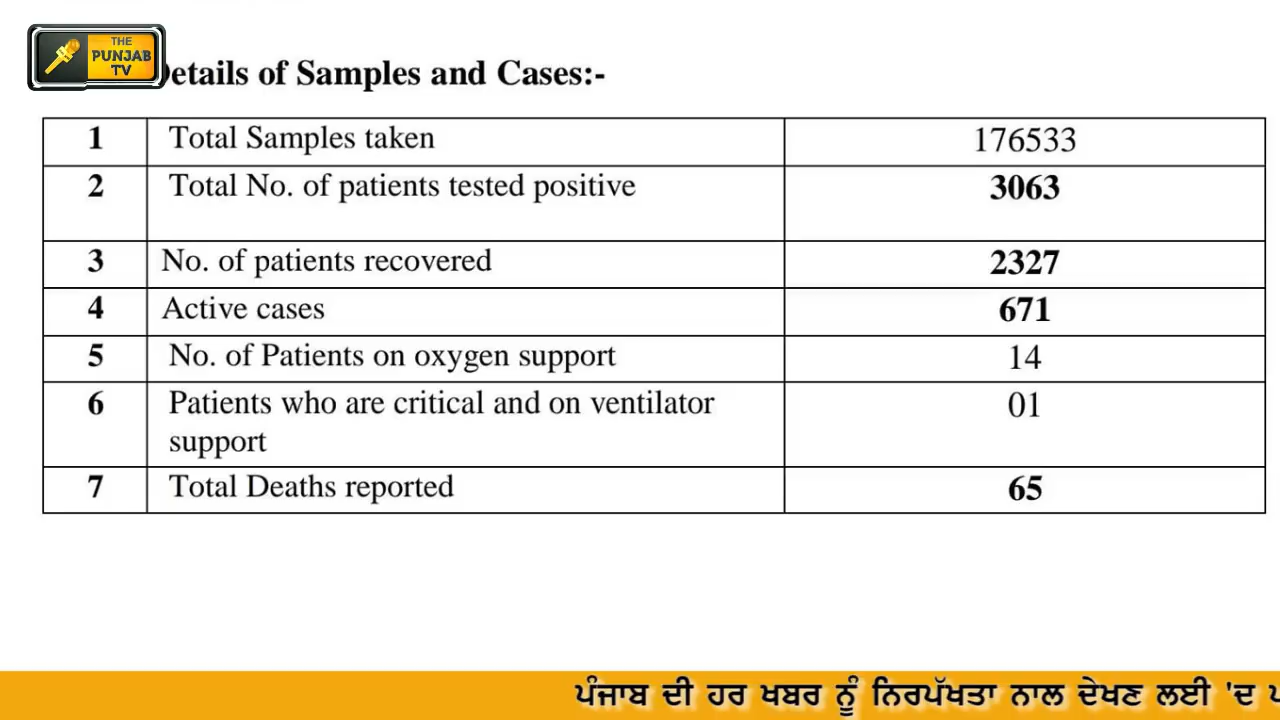 THE
PUNJAB
TV
Details of Samples and Cases:-
1 Total Samples taken 176533
2 Total No. of patients tested positive 3063
3 No. of patients recovered 2327
4 Active cases 671
5 No. of Patients on oxygen support 14
6 Patients who are critical and on ventilator 01
support
7 Total Deaths reported 65
ਪੰਜਾਬ ਦੀ ਹਰ ਖਬਰ ਨੂੰ ਨਿਰਪੱਖਤਾ ਨਾਲ ਦੇਖਣ ਲਈ 'ਦ